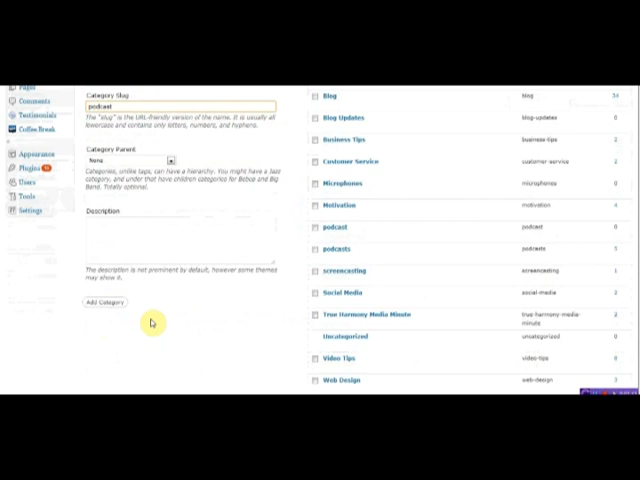 Pages
Comments
Testimonials
Coffee Break
Appearance
Plugins
Users
Tools
Settings
Category Slug
podcast
The "slug" is the URL-friendly version of the name. It is usually all
lowercase and contains only letters, numbers, and hyphens.
Category Parent
None
Categories, unlike tags, can have a hierarchy. You might have a Jazz
category, and under that have children categories for Bebop and Big
Band. Totally optional.
Description
The description is not prominent by default, however some themes
may show it.
Add Category
Blog blog
Blog Updates blog-updates 0
Business Tips business-tips 2
Customer Service customer-service 2
Microphones microphones 0
Motivation motivation 4
podcast podcast 0
podcasts podcasts 5
screencasting screencasting 1
Social Media social-media 2
True Harmony Media Minute true-harmony-media- 2
minute
Uncategorized uncategorized 0
Video Tips video-tips 8
Web Design web-design 3